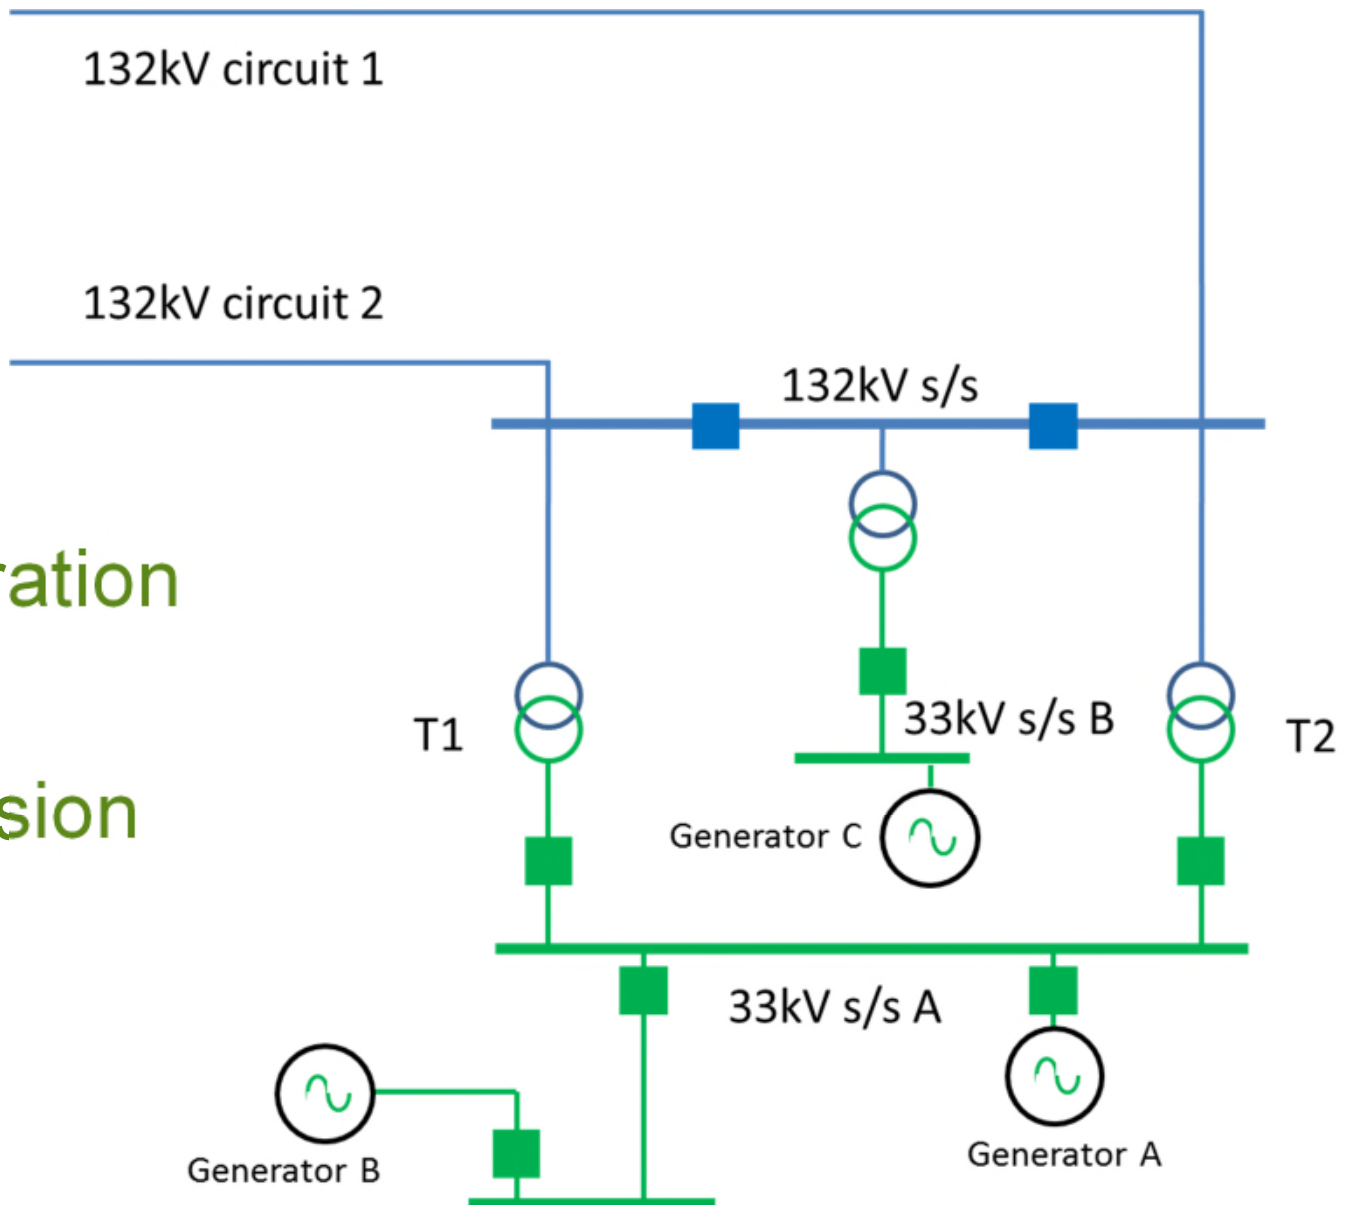 132kV circuit 1
132kV circuit 2
132kV s/s
ration
T1
33kV s/s B
T2
sion
Generator C
33kV s/s A
Generator B
Generator A